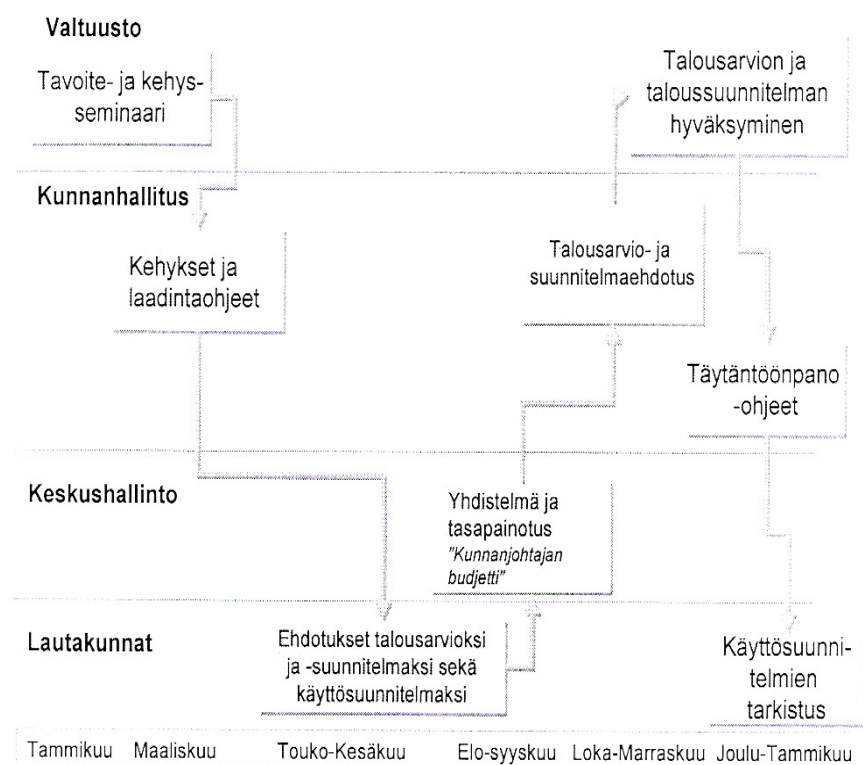 Valtuusto
Tavoite- ja kehys-
seminaari
Talousarvion ja
taloussuunnitelman
hyväksyminen
Kunnanhallitus
Kehykset ja
laadintaohjeet
Talousarvio- ja
suunnitelmaehdotus
Täytäntöönpano
-ohjeet
Keskushallinto
Yhdistelmä ja
tasapainotus
"Kunnanjohtajan
budjetti"
Lautakunnat
Ehdotukset talousarvioksi
ja -suunnitelmaksi sekä
käyttösuunnitelmaksi
Käyttösuunni-
telmien
tarkistus
Tammikuu Maaliskuu Touko-Kesäkuu Elo-syyskuu Loka-Marraskuu Joulu-Tammikuu